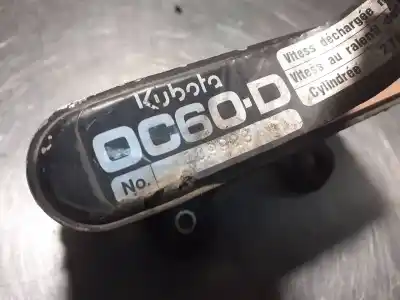 Kubota
OC60-D
No.
Vitess déchargée
Vitess au ralenti
Cylindrée